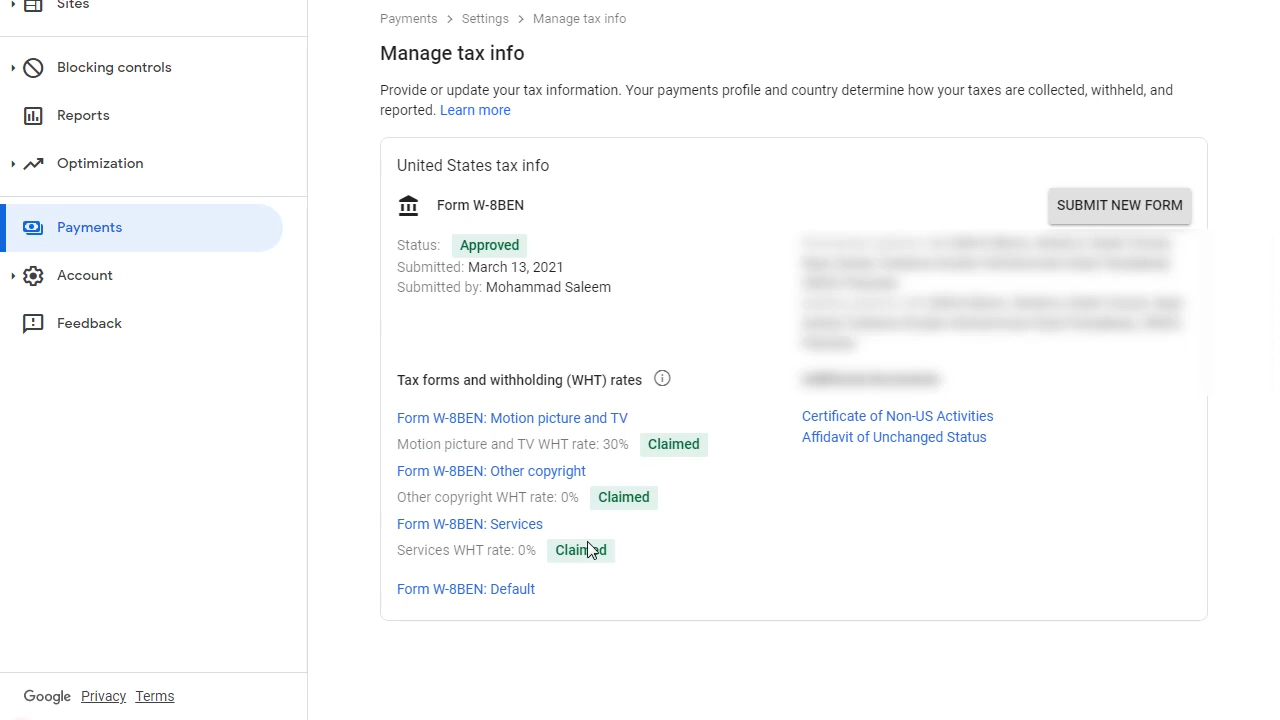 Sites
Blocking controls
Reports
Optimization
Payments
Account
Feedback
Google Privacy Terms
Payments > Settings > Manage tax info
Manage tax info
Provide or update your tax information. Your payments profile and country determine how your taxes are collected, withheld, and
reported. Learn more
United States tax info
Form W-8BEN
SUBMIT NEW FORM
Status: Approved
Submitted: March 13, 2021
Submitted by: Mohammad Saleem
Tax forms and withholding (WHT) rates
Form W-8BEN: Motion picture and TV
Motion picture and TV WHT rate: 30% Claimed
Form W-8BEN: Other copyright
Other copyright WHT rate: 0% Claimed
Form W-8BEN: Services
Services WHT rate: 0% Claimed
Form W-8BEN: Default
Certificate of Non-US Activities
Affidavit of Unchanged Status